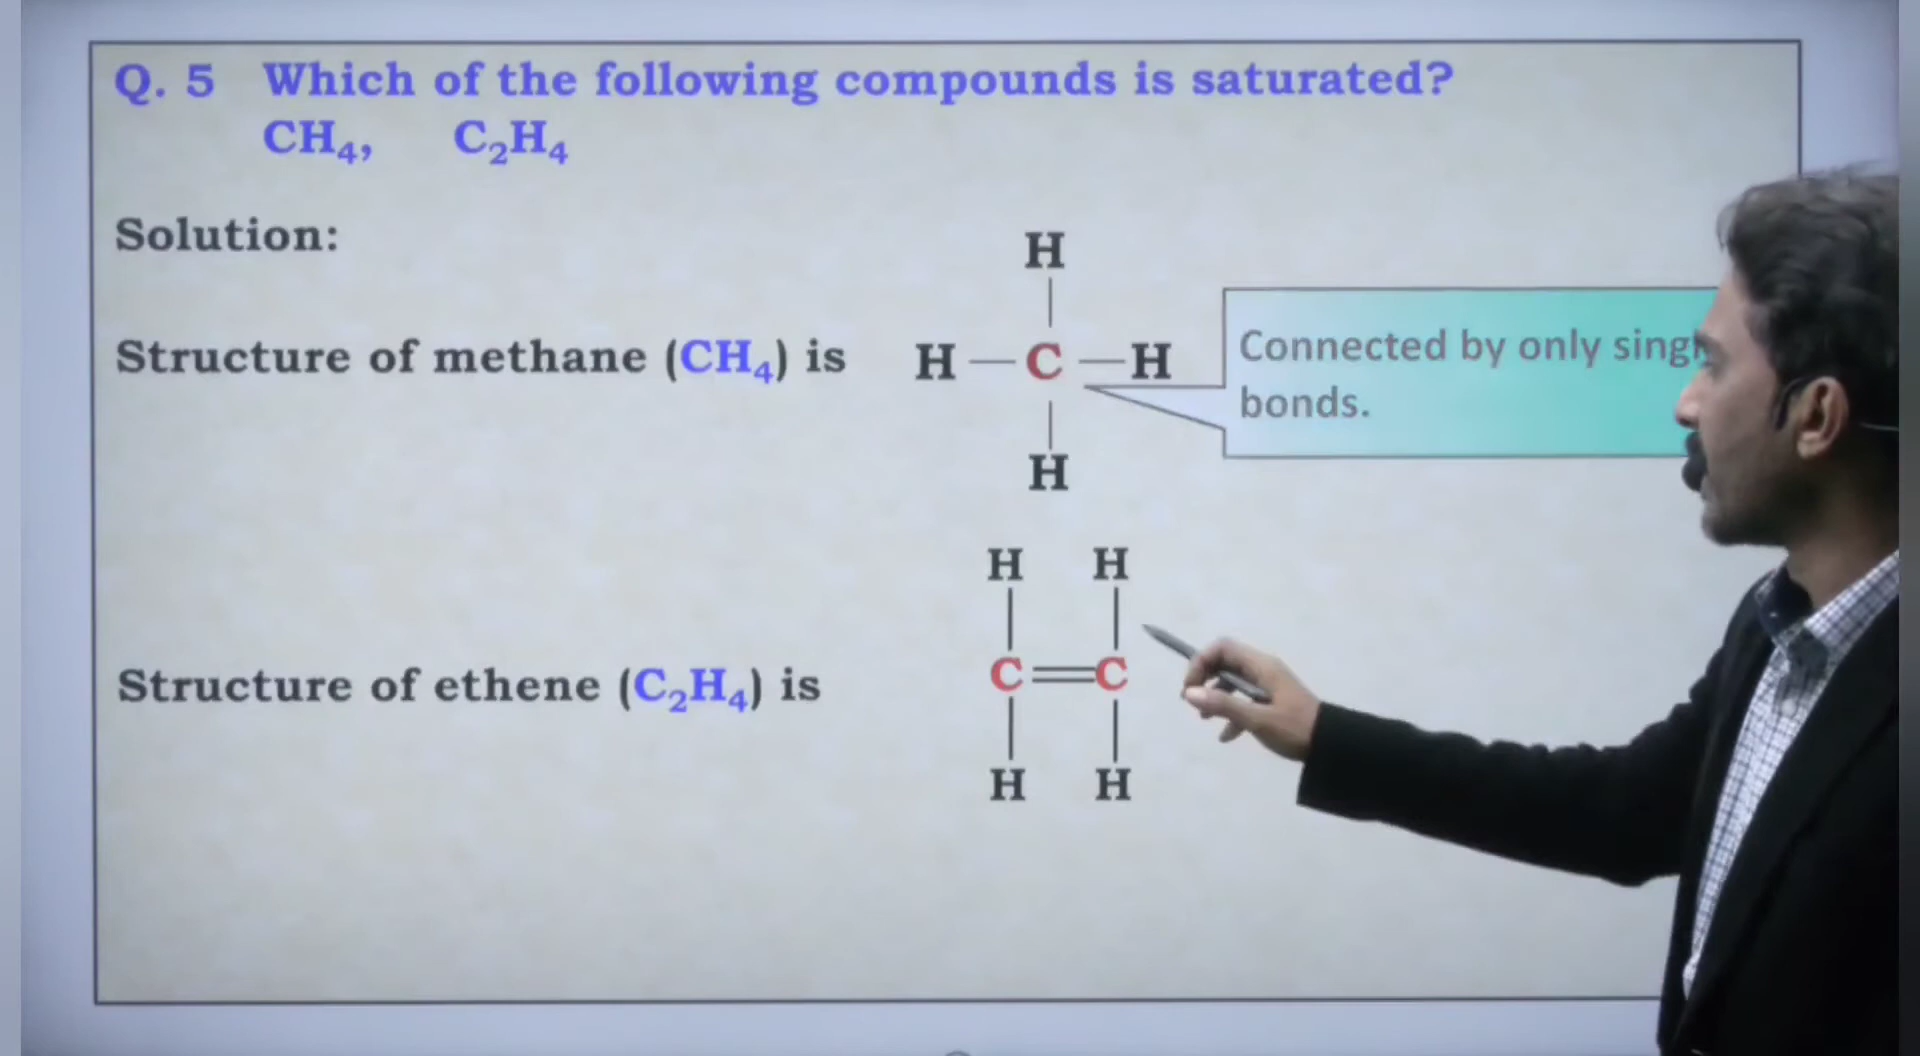 Q. 5 Which of the following compounds is saturated?
CH₄, C₂H₄
Solution:
H
Structure of methane (CH₄) is H — C — H
Connected by only
bonds.
H
H H
Structure of ethene (C₂H₄) is C=C
H H